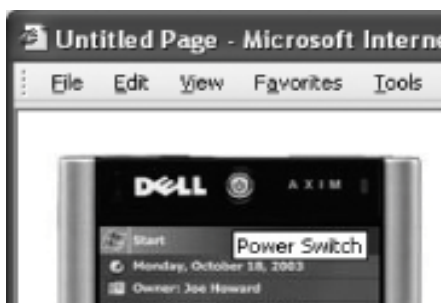 Untitled Page - Microsoft Interne
File Edit View Favorites Tools
DELL AXIM
Start
Power Switch
Monday, October 18, 2003
Owner: Joe Howard